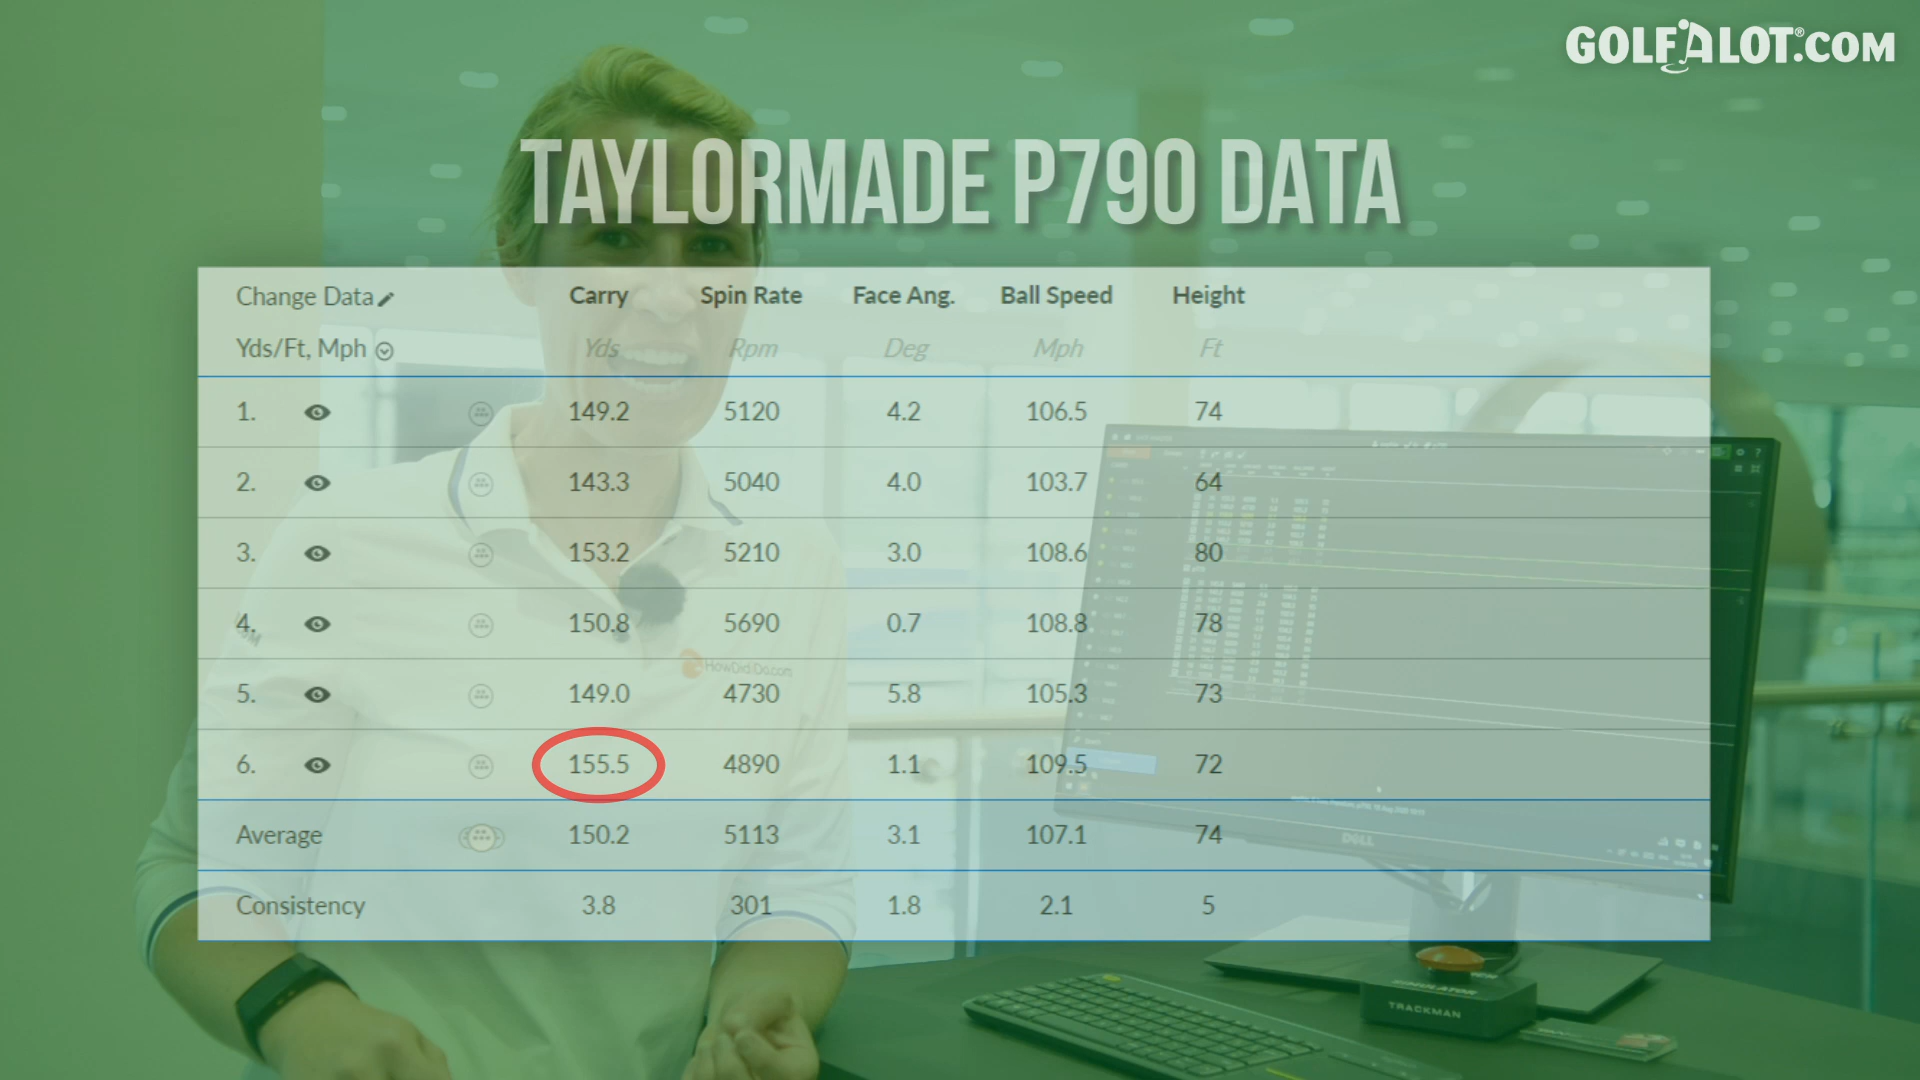 GOLFALOT®.COM
TAYLORMADE P790 DATA
Change Data Carry Spin Rate Face Ang. Ball Speed Height
Yds/Ft, Mph Yds Rpm Deg Mph Ft
1. 149.2 5120 4.2 106.5 74
2. 143.3 5040 4.0 103.7 64
3. 153.2 5210 3.0 108.6 80
4. 150.8 5690 0.7 108.8 78
HowDidiDo.com
5. 149.0 4730 5.8 105.3 73
6. 155.5 4890 1.1 109.5 72
Average 150.2 5113 3.1 107.1 74
DELL
Consistency 3.8 301 1.8 2.1 5
SIMULATOR
TRACKMAN